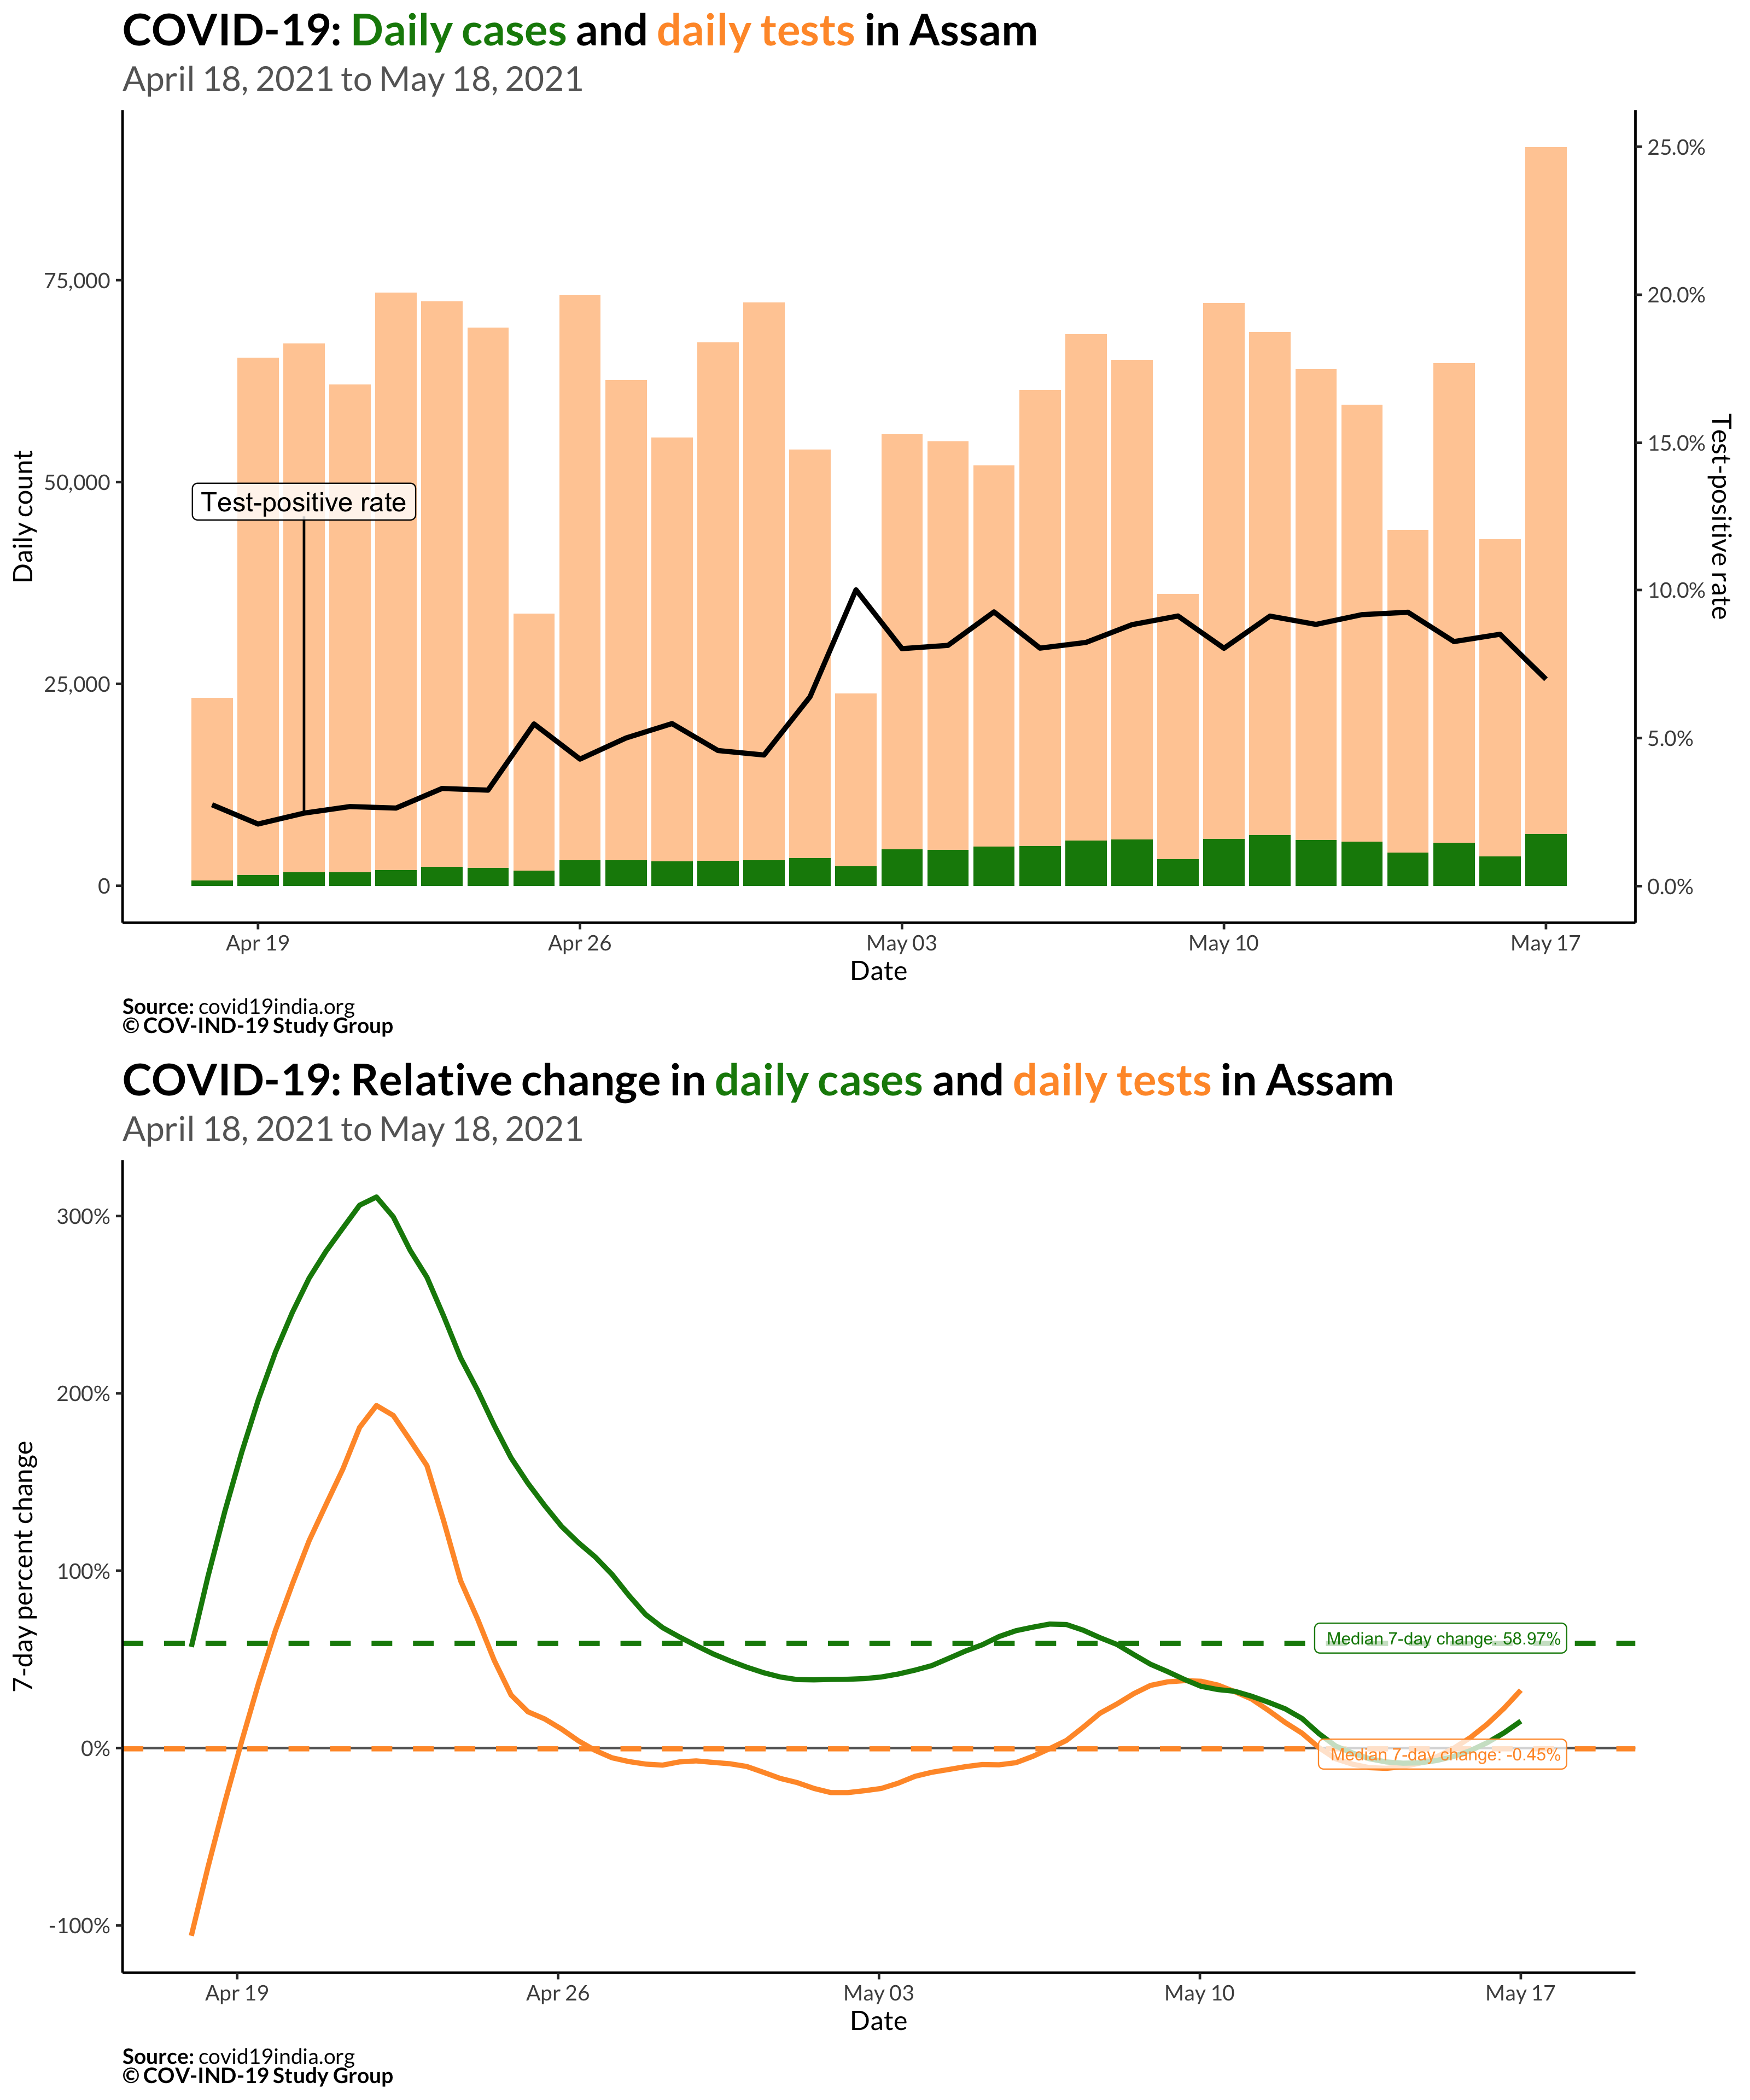 COVID-19: Daily cases and daily tests in Assam
April 18, 2021 to May 18, 2021
Daily count
75,000
50,000
25,000
0
25.0%
20.0%
15.0%
10.0%
5.0%
0.0%
Test-positive rate
Test-positive rate
Apr 19 Apr 26 May 03 May 10 May 17
Date
Source: covid19india.org
© COV-IND-19 Study Group
COVID-19: Relative change in daily cases and daily tests in Assam
April 18, 2021 to May 18, 2021
7-day percent change
300%
200%
100%
0%
-100%
Median 7-day change: 58.97%
Median 7-day change: -0.45%
Apr 19 Apr 26 May 03 May 10 May 17
Date
Source: covid19india.org
© COV-IND-19 Study Group